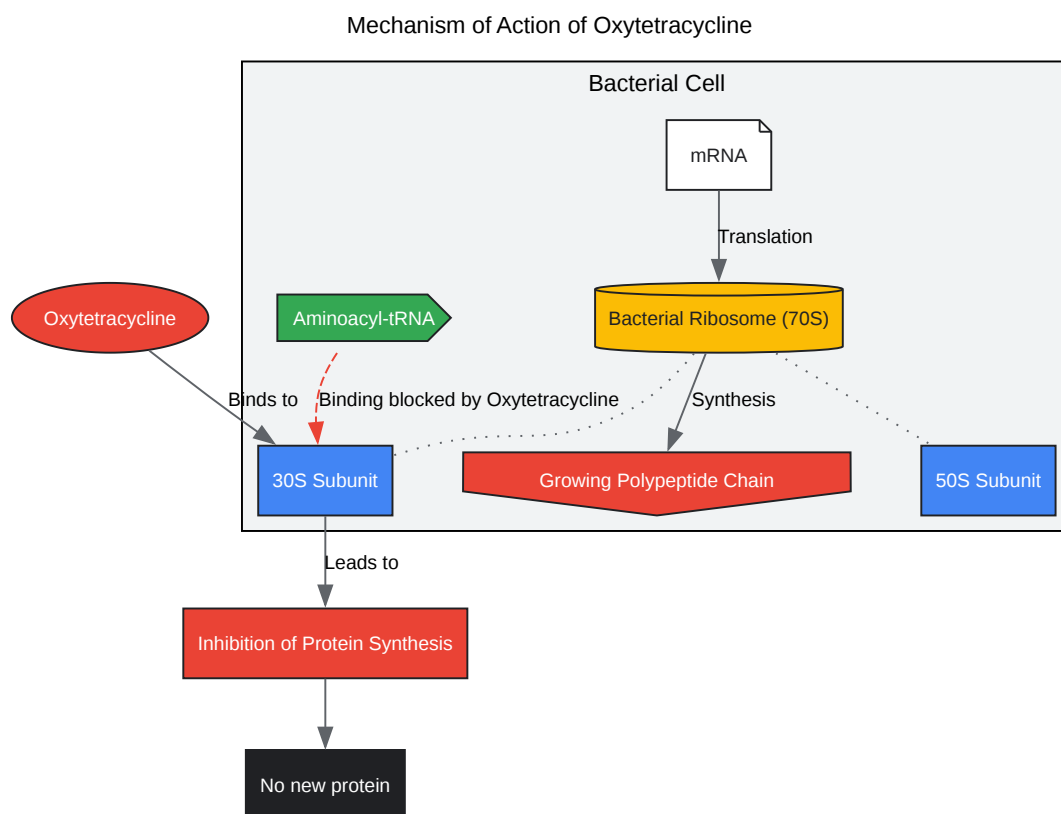 Mechanism of Action of Oxytetracycline
Bacterial Cell
mRNA
Translation
Oxytetracycline
Aminoacyl-tRNA
Bacterial Ribosome (70S)
Binds to
Binding blocked by Oxytetracycline
Synthesis
30S Subunit
Growing Polypeptide Chain
50S Subunit
Leads to
Inhibition of Protein Synthesis
No new protein